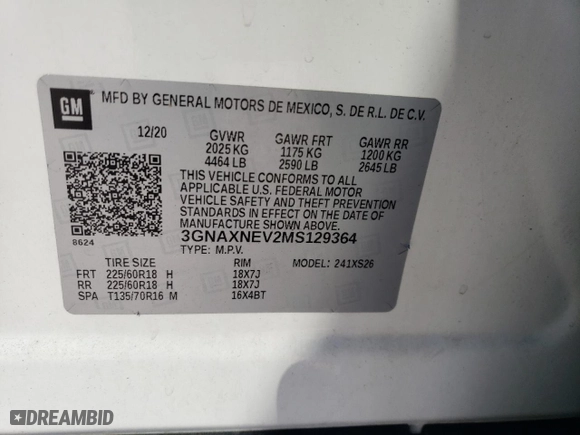 GM
MFD BY GENERAL MOTORS DE MEXICO, S. DE R.L. DE C.V.
12/20 GVWR GAWR FRT GAWR RR
2025 KG 1175 KG 1200 KG
4464 LB 2590 LB 2645 LB
THIS VEHICLE CONFORMS TO ALL
APPLICABLE U.S. FEDERAL MOTOR
VEHICLE SAFETY AND THEFT PREVENTION
STANDARDS IN EFFECT ON THE DATE OF
MANUFACTURE SHOWN ABOVE.
8624 3GNAXNEV2MS129364
TYPE: M.P.V.
TIRE SIZE RIM MODEL: 241XS26
FRT 225/60R18 H 18X7J
RR 225/60R18 H 18X7J
SPA T135/70R16 M 16X4BT
DREAMBID